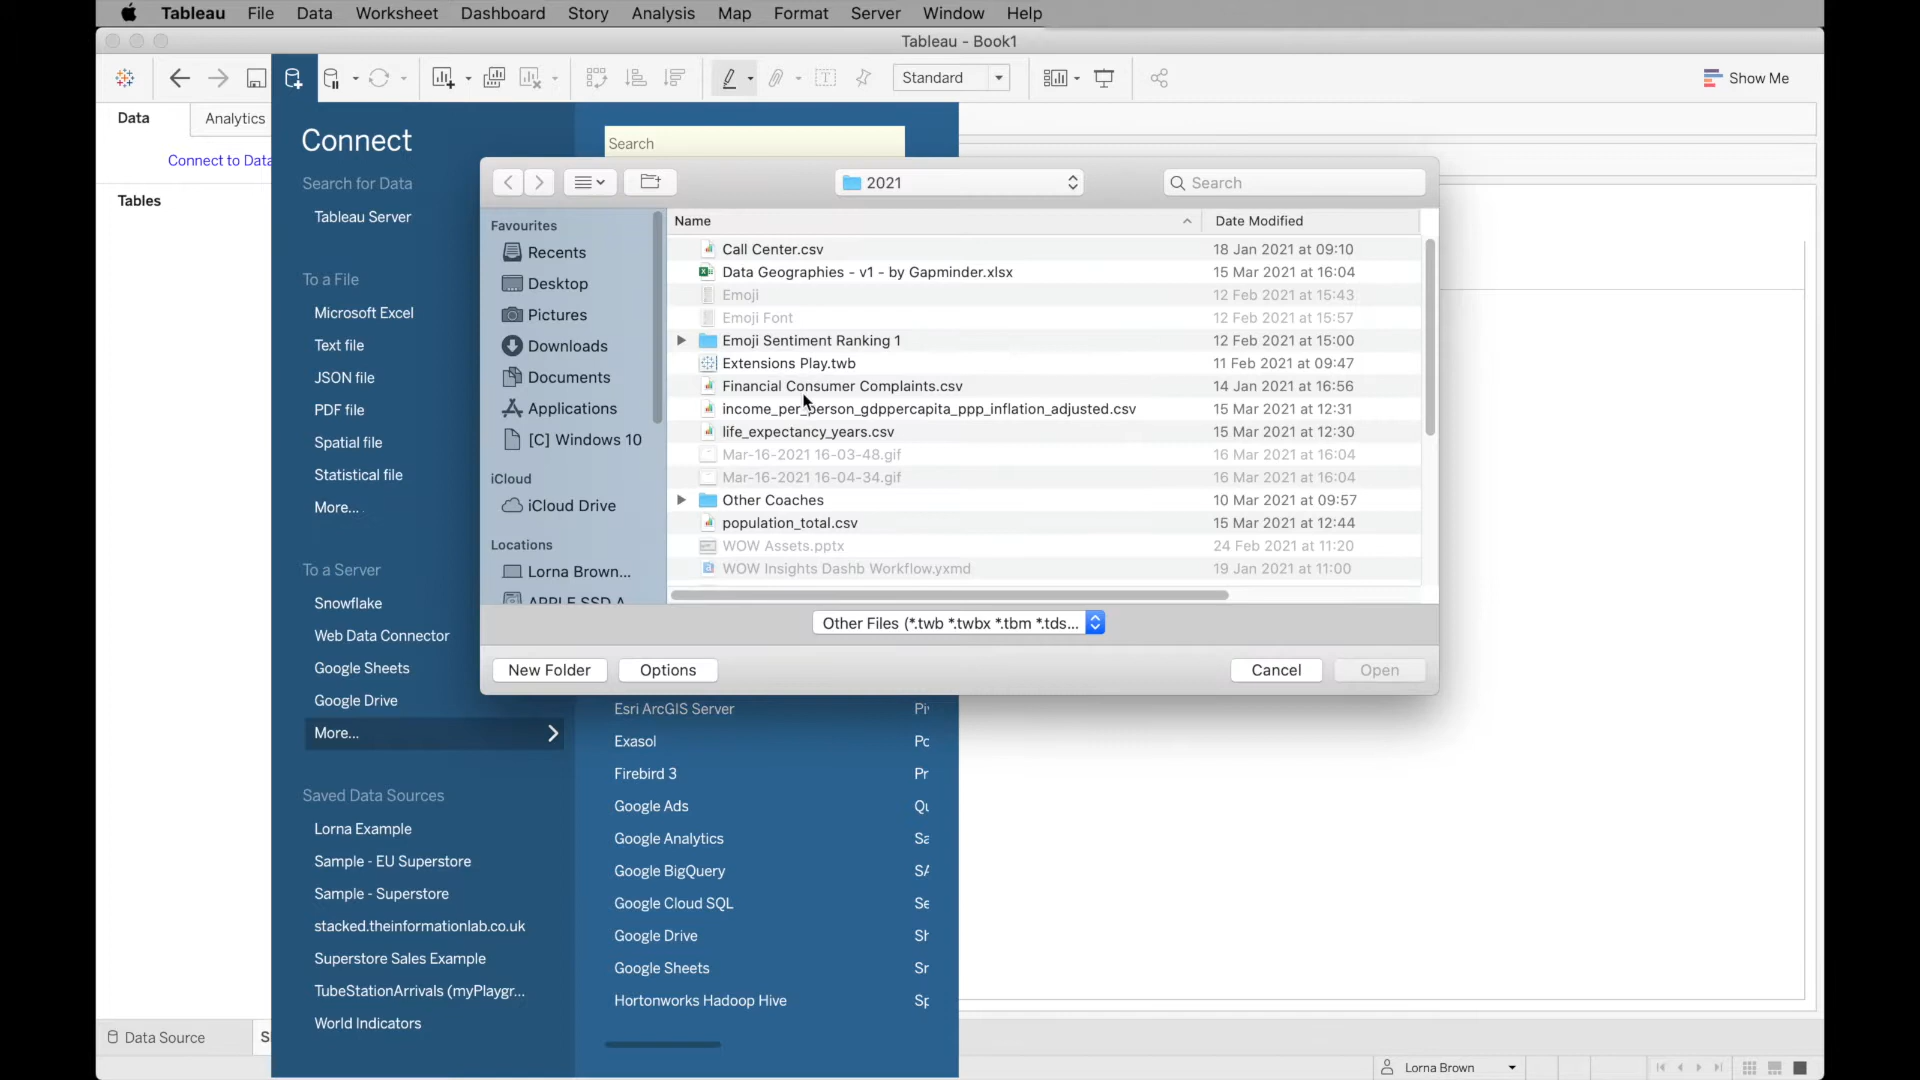 Tableau File Data Worksheet Dashboard Story Analysis Map Format Server Window Help
Tableau - Book1
Standard
Show Me
Data Analytics
Connect to Data
Tables
Connect
Search for Data
Tableau Server
To a File
Microsoft Excel
Text file
JSON file
PDF file
Spatial file
Statistical file
More...
To a Server
Snowflake
Web Data Connector
Google Sheets
Google Drive
More...
Saved Data Sources
Lorna Example
Sample - EU Superstore
Sample - Superstore
stacked.theinformationlab.co.uk
Superstore Sales Example
TubeStationArrivals (myPlaygr...
World Indicators
Search
2021
Search
Favourites
Recents
Desktop
Pictures
Downloads
Documents
Applications
[C] Windows 10
iCloud
iCloud Drive
Locations
Lorna Brown...
APPLE SSD A
Name Date Modified
Call Center.csv 18 Jan 2021 at 09:10
Data Geographies - v1 - by Gapminder.xlsx 15 Mar 2021 at 16:04
Emoji 12 Feb 2021 at 15:43
Emoji Font 12 Feb 2021 at 15:57
Emoji Sentiment Ranking 1 12 Feb 2021 at 15:00
Extensions Play.twb 11 Feb 2021 at 09:47
Financial Consumer Complaints.csv 14 Jan 2021 at 16:56
income_per_person_gdppercapita_ppp_inflation_adjusted.csv 15 Mar 2021 at 12:31
life_expectancy_years.csv 15 Mar 2021 at 12:30
Mar-16-2021 16-03-48.gif 16 Mar 2021 at 16:04
Mar-16-2021 16-04-34.gif 16 Mar 2021 at 16:04
Other Coaches 10 Mar 2021 at 09:57
population_total.csv 15 Mar 2021 at 12:44
WOW Assets.pptx 24 Feb 2021 at 11:20
WOW Insights Dashb Workflow.yxmd 19 Jan 2021 at 11:00
Other Files (*.twb *.twbx *.tbm *.tds...
New Folder Options Cancel Open
Esri ArcGIS Server Pi
Exasol Po
Firebird 3 Pr
Google Ads Qu
Google Analytics Sa
Google BigQuery SA
Google Cloud SQL Se
Google Drive Sh
Google Sheets Sn
Hortonworks Hadoop Hive Sp
Data Source S
Lorna Brown